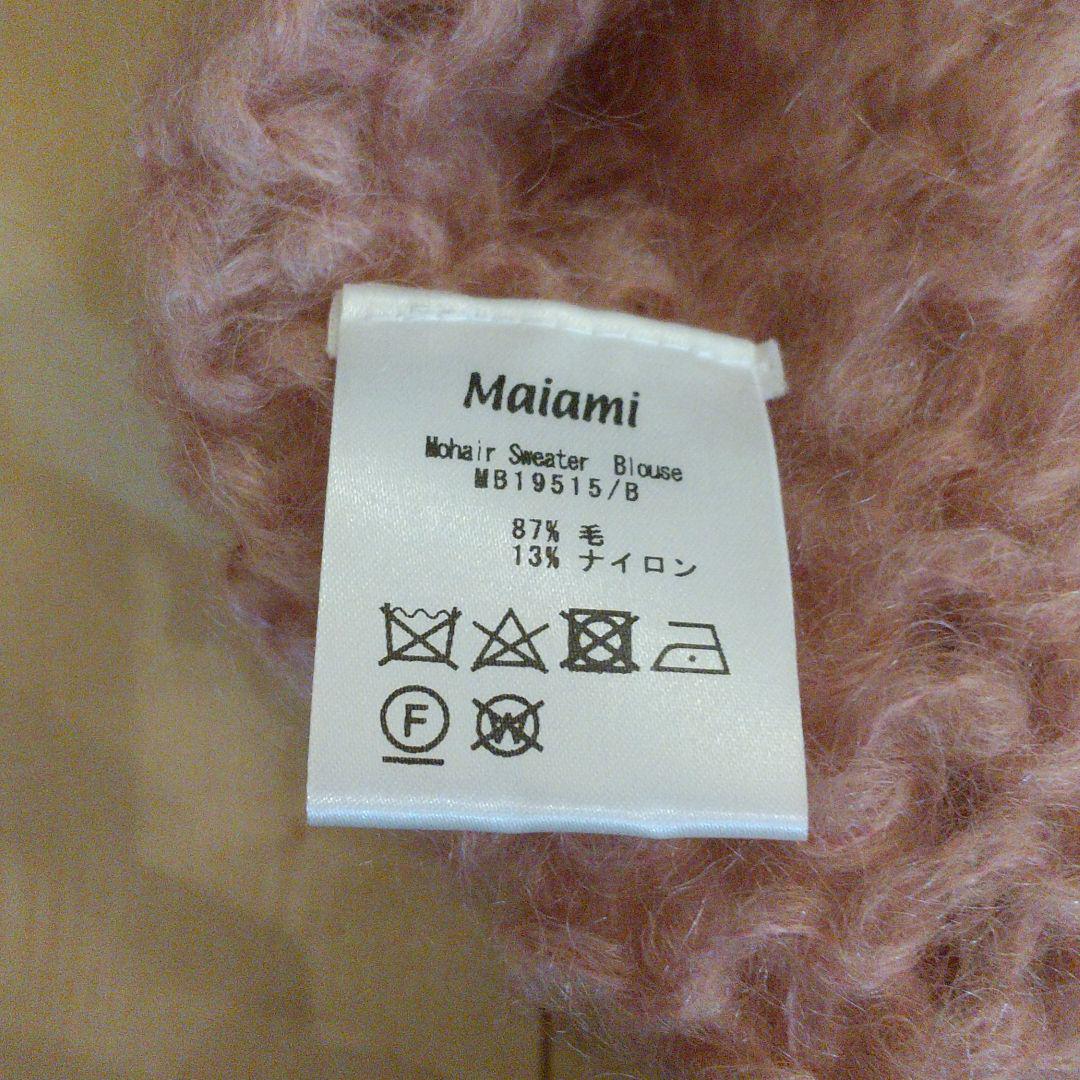 Maiami
Mohair Sweater Blouse
MB19515/B
87% 毛
13% ナイロン
F
W